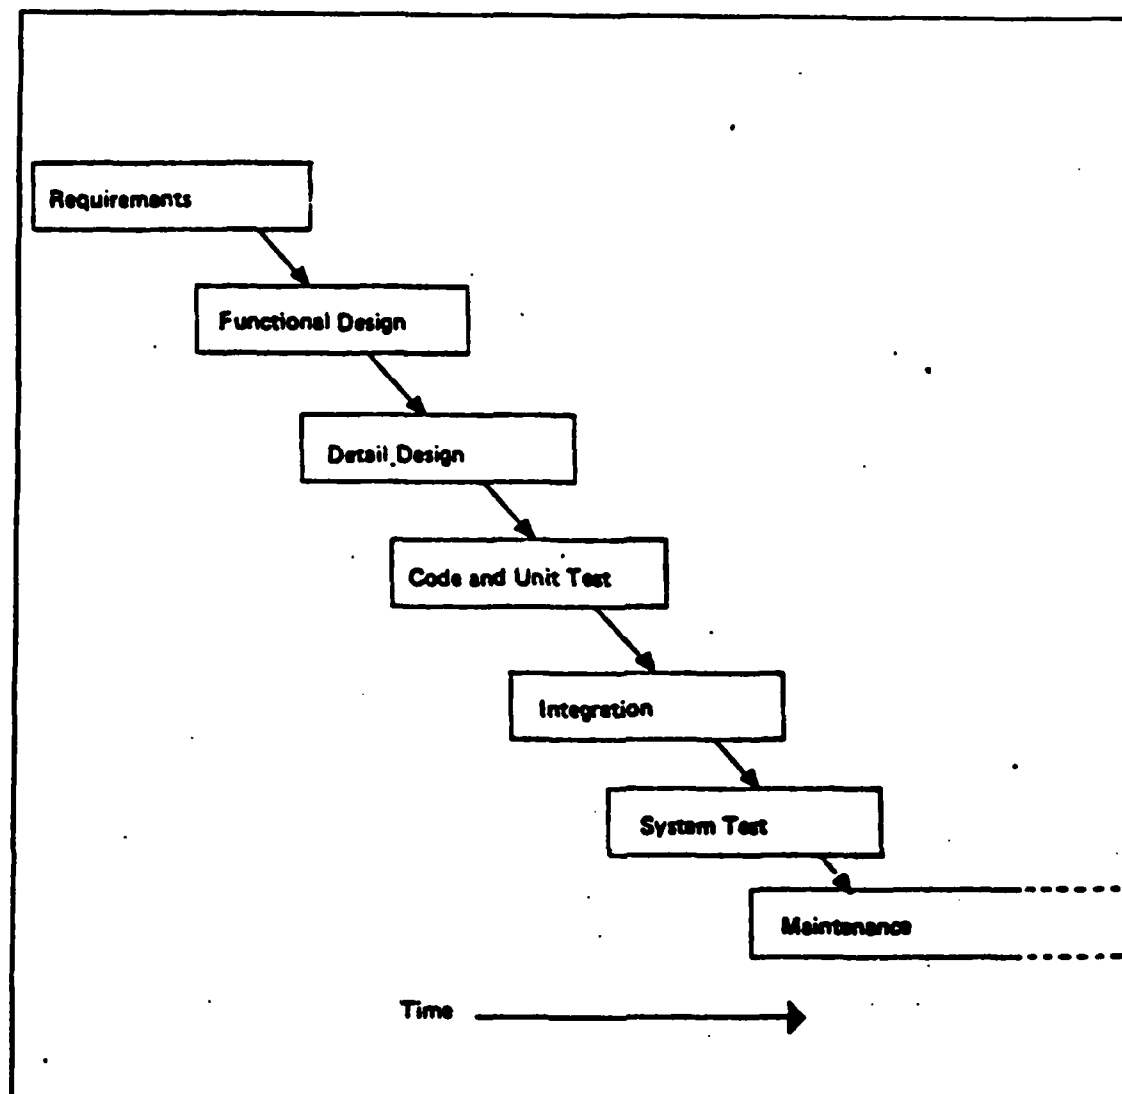 Requirements
Functional Design
Detail Design
Code and Unit Test
Integration
System Test
Maintenance
Time